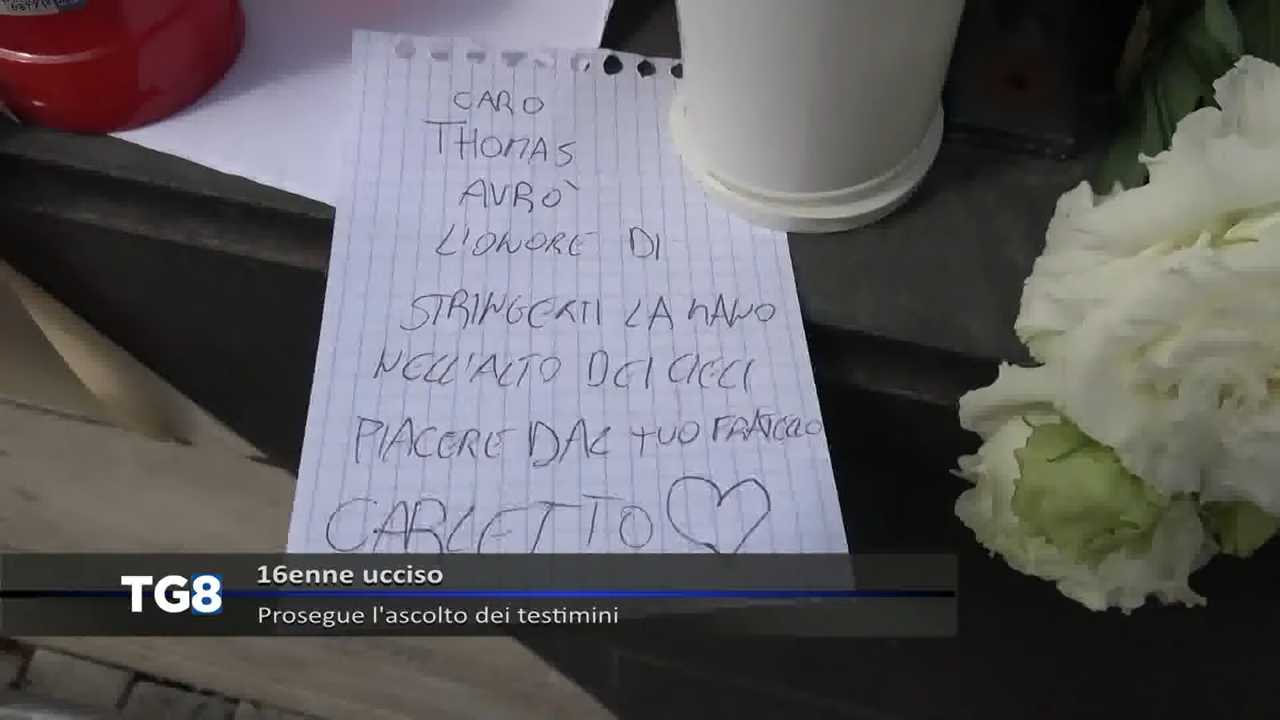 CARO
THOMAS
AVRÒ
L'ONORE DI
STRINGERTI LA MANO
NELL'ALTO DEI CIELI
PIACERE DAL TUO FRATELLO
CARLETTO
TG8
16enne ucciso
Prosegue l'ascolto dei testimini